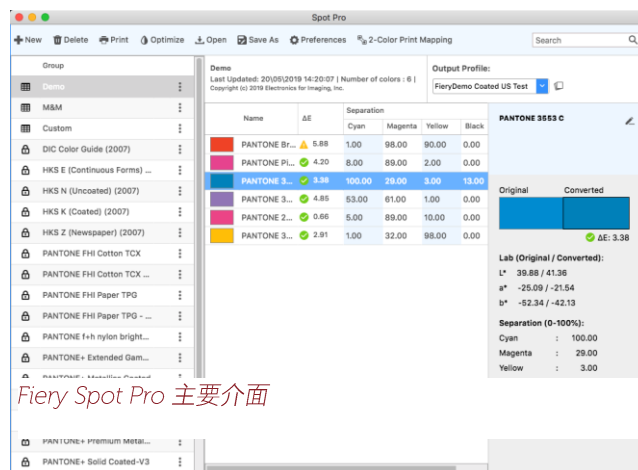 Spot Pro
New Delete Print Optimize Open Save As Preferences 2-Color Print Mapping Search
Group
Demo
M&M
Custom
DIC Color Guide (2007)
HKS E (Continuous Forms) ...
HKS N (Uncoated) (2007)
HKS K (Coated) (2007)
HKS Z (Newspaper) (2007)
PANTONE FHI Cotton TCX
PANTONE FHI Cotton TCX ...
PANTONE FHI Paper TPG
PANTONE FHI Paper TPG - ...
PANTONE f+h nylon bright...
PANTONE+ Extended Gam...
PANTONE+ Metallics Coated
PANTONE+ Premium Metal...
PANTONE+ Solid Coated-V3
Demo
Last Updated: 20\05\2019 14:20:07 | Number of colors : 6 |
Copyright (c) 2019 Electronics for Imaging, Inc.
Output Profile:
FieryDemo Coated US Test
Name ΔE Separation
Cyan Magenta Yellow Black
PANTONE Br... 5.88 1.00 98.00 90.00 0.00
PANTONE Pi... 4.20 8.00 89.00 2.00 0.00
PANTONE 3... 3.38 100.00 29.00 3.00 13.00
PANTONE 3... 4.85 53.00 61.00 1.00 0.00
PANTONE 2... 0.66 5.00 89.00 10.00 0.00
PANTONE 3... 2.91 1.00 32.00 98.00 0.00
PANTONE 3553 C
Original Converted
ΔE: 3.38
Lab (Original / Converted):
L* 39.88 / 41.36
a* -25.09 / -21.54
b* -52.34 / -42.13
Separation (0-100%):
Cyan : 100.00
Magenta : 29.00
Yellow : 3.00
Fiery Spot Pro 主要介面